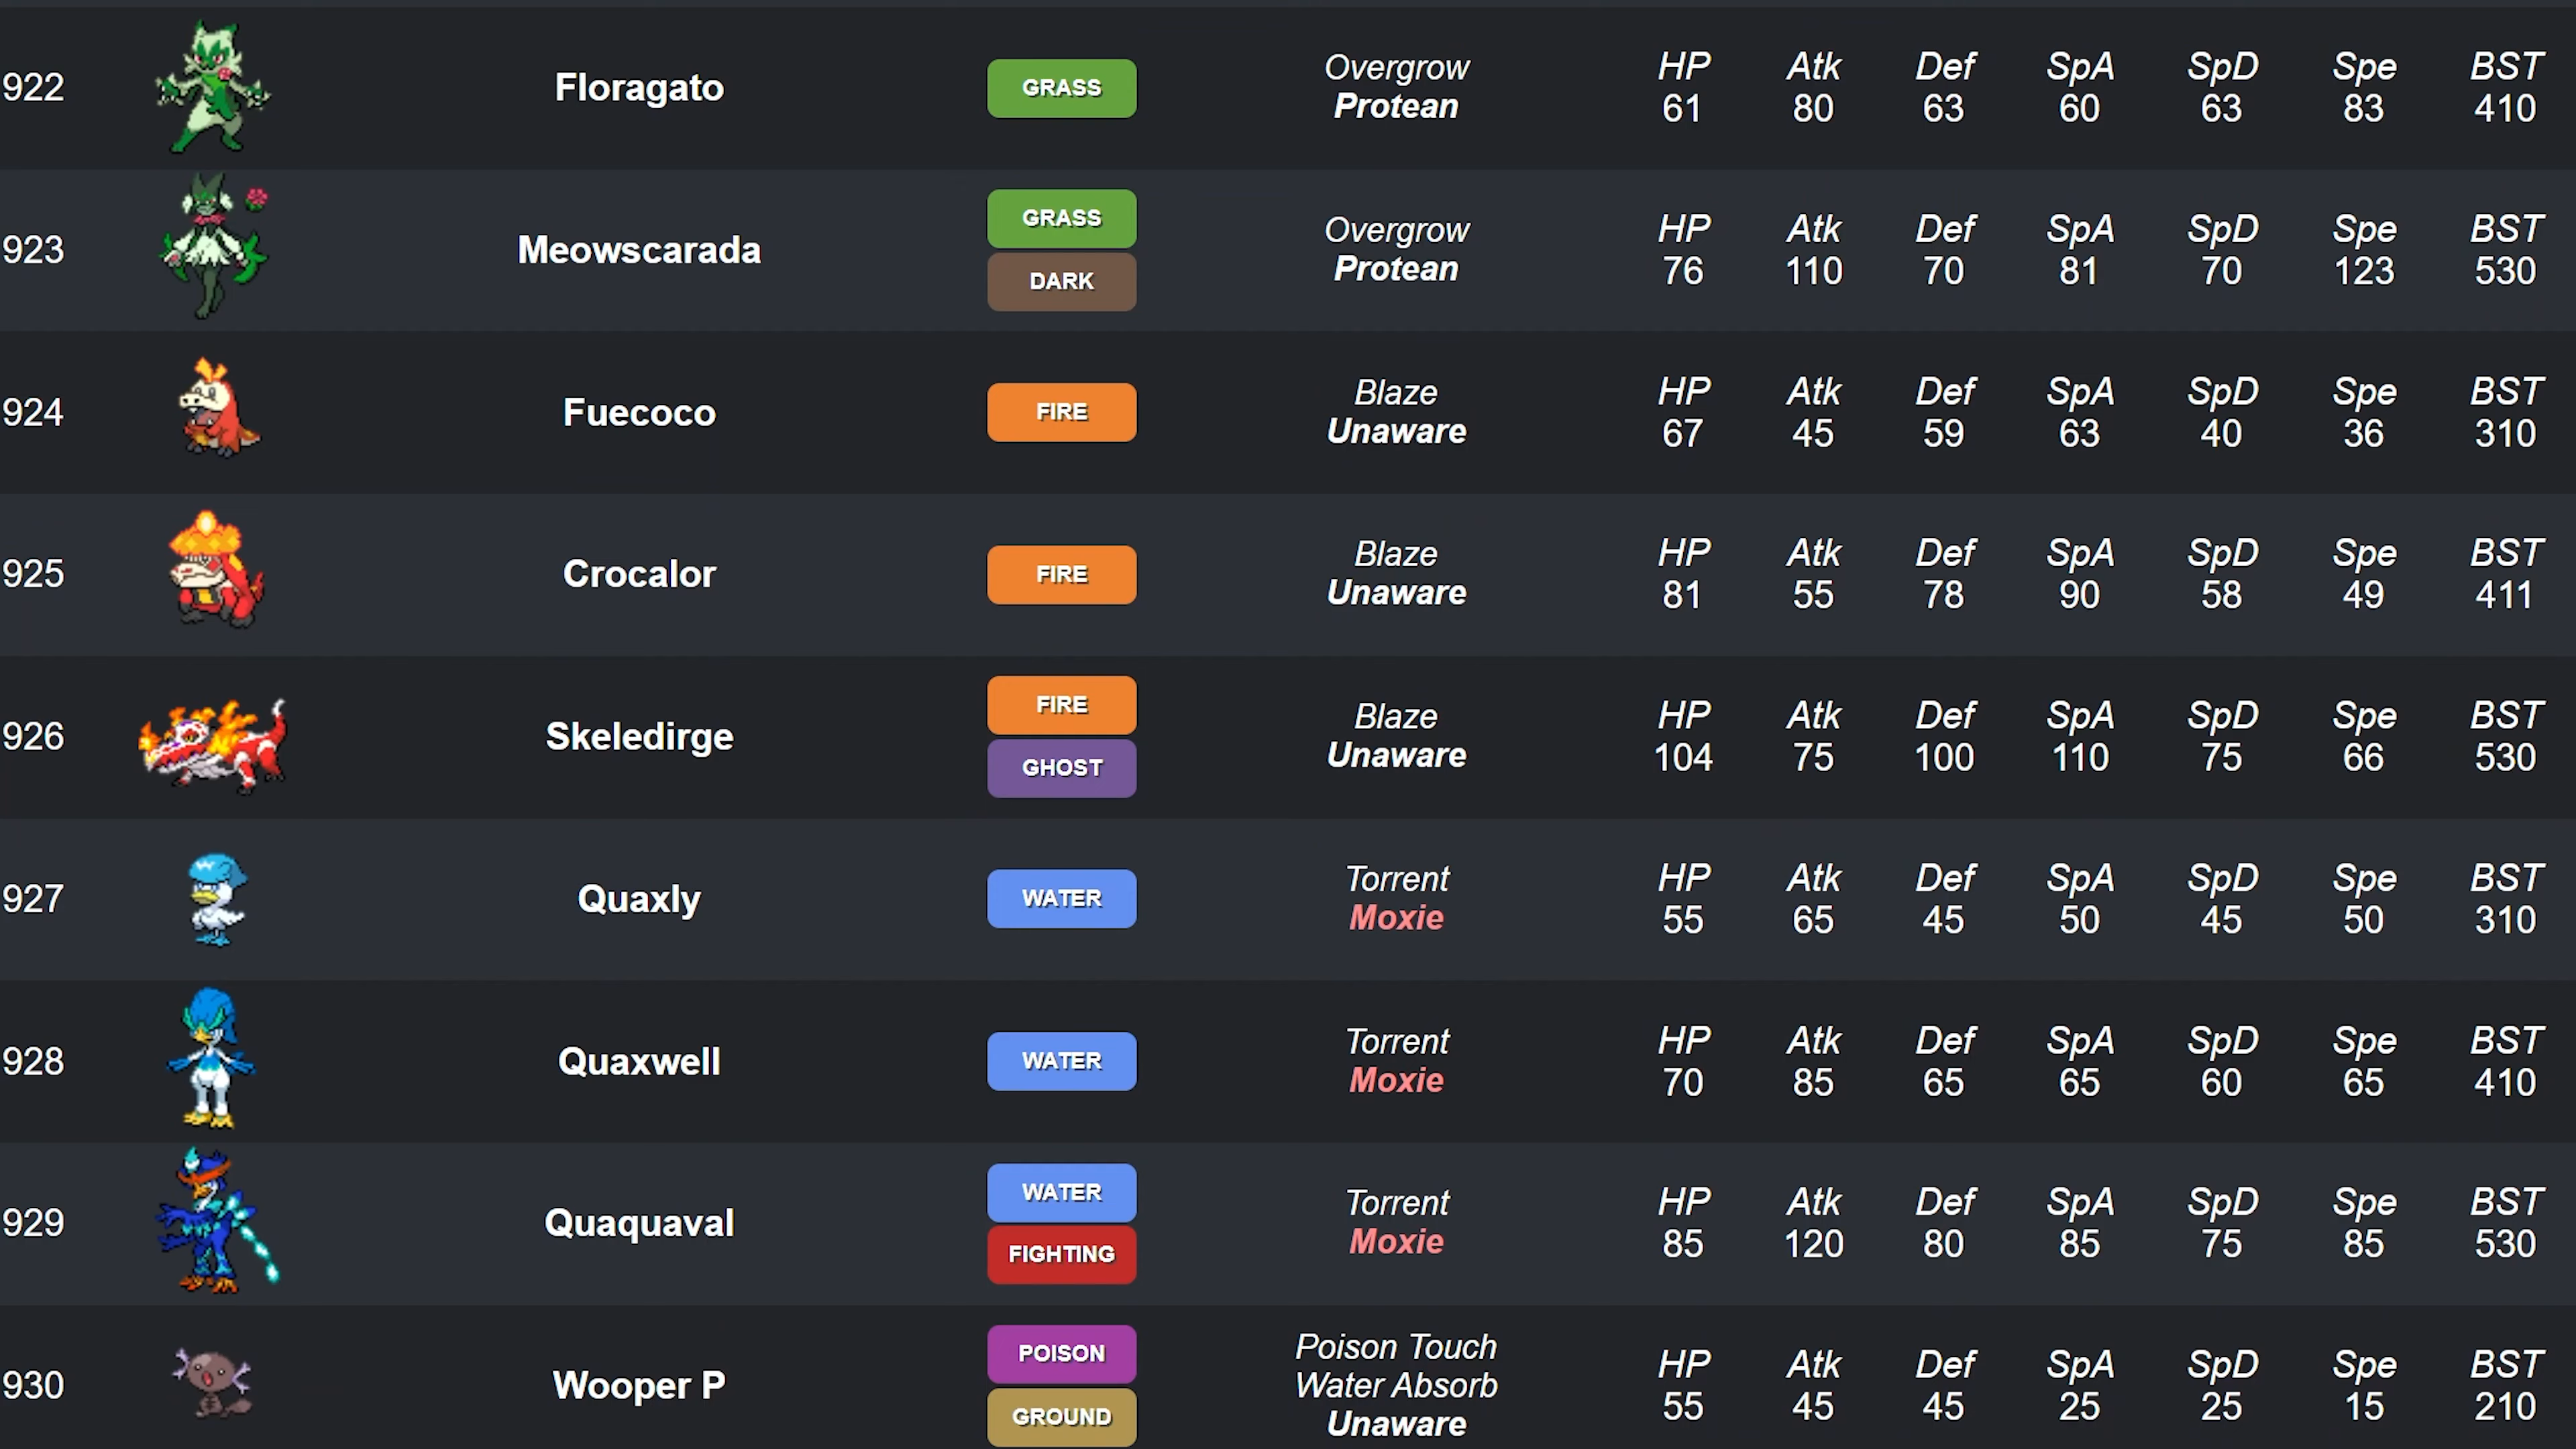 922 Floragato GRASS Overgrow Protean HP 61 Atk 80 Def 63 SpA 60 SpD 63 Spe 83 BST 410
923 Meowscarada GRASS DARK Overgrow Protean HP 76 Atk 110 Def 70 SpA 81 SpD 70 Spe 123 BST 530
924 Fuecoco FIRE Blaze Unaware HP 67 Atk 45 Def 59 SpA 63 SpD 40 Spe 36 BST 310
925 Crocalor FIRE Blaze Unaware HP 81 Atk 55 Def 78 SpA 90 SpD 58 Spe 49 BST 411
926 Skeledirge FIRE GHOST Blaze Unaware HP 104 Atk 75 Def 100 SpA 110 SpD 75 Spe 66 BST 530
927 Quaxly WATER Torrent Moxie HP 55 Atk 65 Def 45 SpA 50 SpD 45 Spe 50 BST 310
928 Quaxwell WATER Torrent Moxie HP 70 Atk 85 Def 65 SpA 65 SpD 60 Spe 65 BST 410
929 Quaquaval WATER FIGHTING Torrent Moxie HP 85 Atk 120 Def 80 SpA 85 SpD 75 Spe 85 BST 530
930 Wooper P POISON GROUND Poison Touch Water Absorb Unaware HP 55 Atk 45 Def 45 SpA 25 SpD 25 Spe 15 BST 210